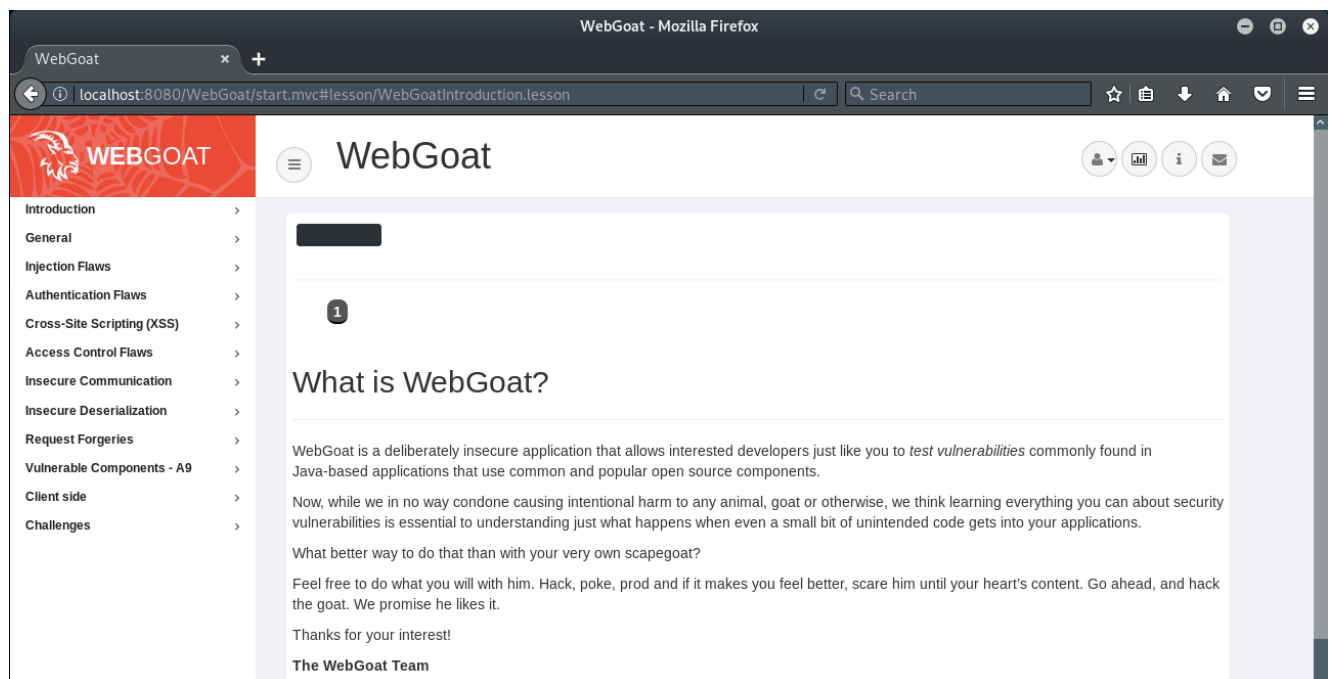 WebGoat - Mozilla Firefox
WebGoat
localhost:8080/WebGoat/start.mvc#lesson/WebGoatIntroduction.lesson
Search
WEBGOAT
WebGoat
Introduction
General
Injection Flaws
Authentication Flaws
Cross-Site Scripting (XSS)
Access Control Flaws
Insecure Communication
Insecure Deserialization
Request Forgeries
Vulnerable Components - A9
Client side
Challenges
1
What is WebGoat?
WebGoat is a deliberately insecure application that allows interested developers just like you to test vulnerabilities commonly found in
Java-based applications that use common and popular open source components.
Now, while we in no way condone causing intentional harm to any animal, goat or otherwise, we think learning everything you can about security
vulnerabilities is essential to understanding just what happens when even a small bit of unintended code gets into your applications.
What better way to do that than with your very own scapegoat?
Feel free to do what you will with him. Hack, poke, prod and if it makes you feel better, scare him until your heart’s content. Go ahead, and hack
the goat. We promise he likes it.
Thanks for your interest!
The WebGoat Team